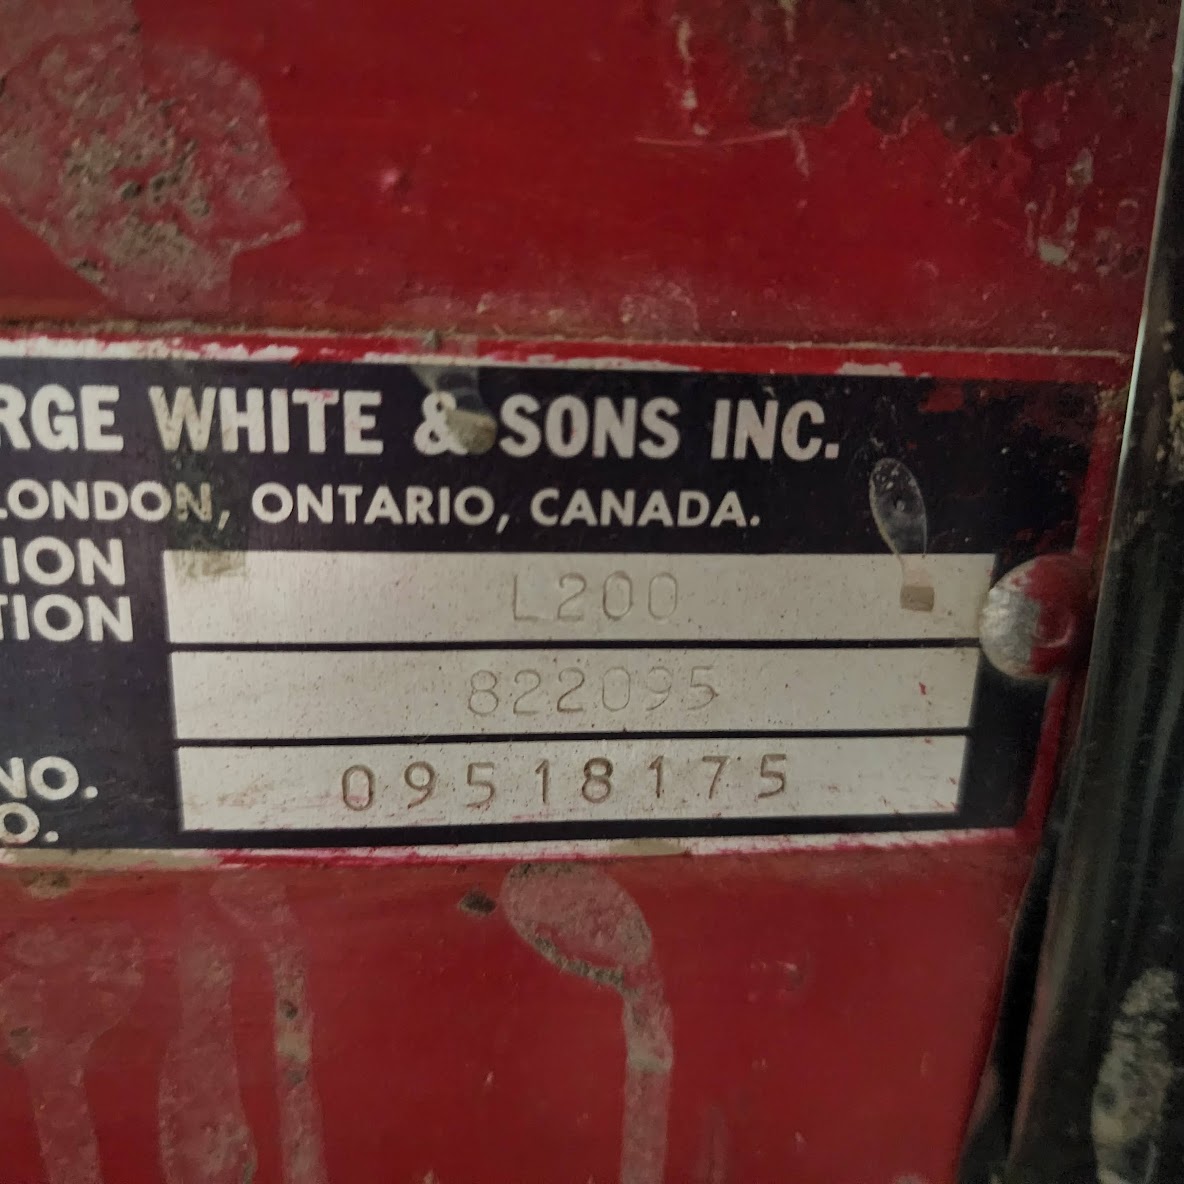 RGE WHITE & SONS INC.
LONDON, ONTARIO, CANADA.
ION L200
TION
822095
NO. 09518175
O.